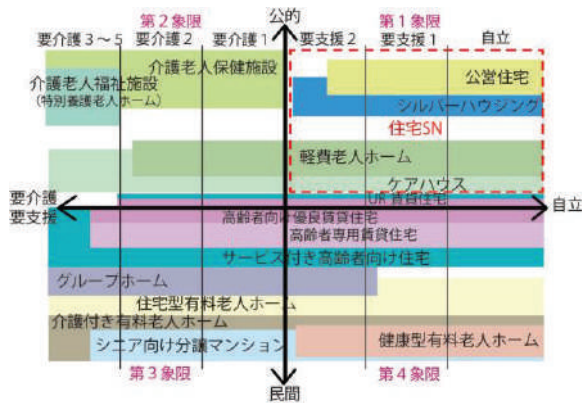 第２象限
公的
第１象限
要介護３～５
要介護２
要介護１
要支援２
要支援１
自立
介護老人保健施設
公営住宅
介護老人福祉施設
(特別養護老人ホーム)
シルバーハウジング
住宅SN
軽費老人ホーム
ケアハウス
要介護
要支援
UR 賃貸住宅
自立
高齢者向け優良賃貸住宅
高齢者専用賃貸住宅
サービス付き高齢者向け住宅
グループホーム
住宅型有料老人ホーム
介護付き有料老人ホーム
シニア向け分譲マンション
健康型有料老人ホーム
第３象限
民間
第４象限